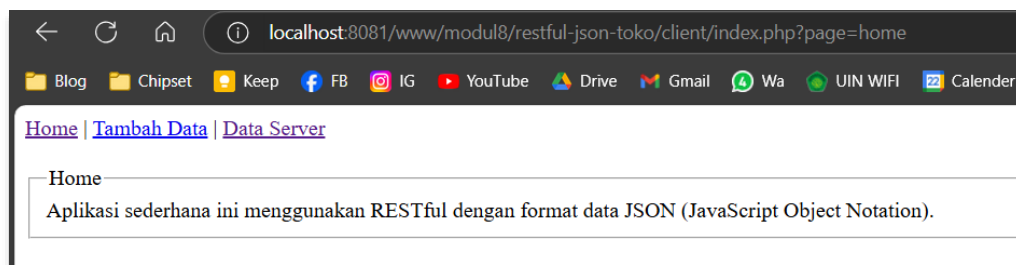 localhost:8081/www/modul8/restful-json-toko/client/index.php?page=home
Blog Chipset Keep FB IG YouTube Drive Gmail 4 Wa UIN WIFI 22 Calender
Home | Tambah Data | Data Server
Home
Aplikasi sederhana ini menggunakan RESTful dengan format data JSON (JavaScript Object Notation).